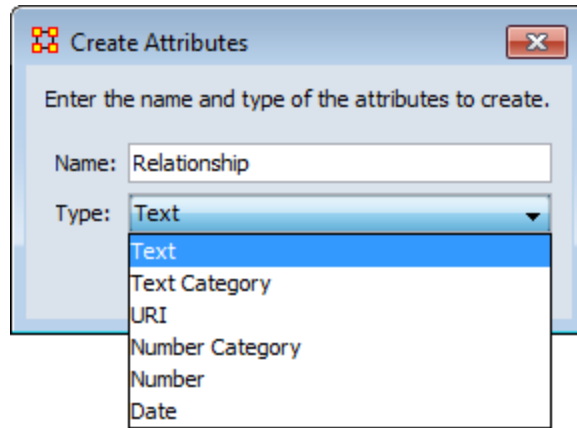 Create Attributes
Enter the name and type of the attributes to create.
Name: Relationship
Type: Text
Text
Text Category
URI
Number Category
Number
Date